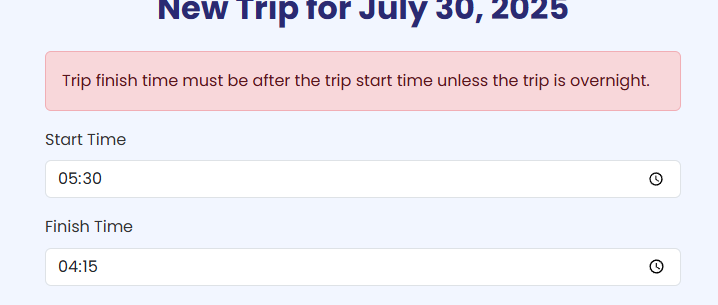 New Trip for July 30, 2025
Trip finish time must be after the trip start time unless the trip is overnight.
Start Time
05:30
Finish Time
04:15